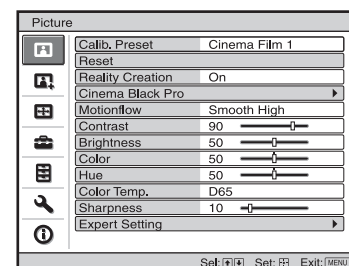 Picture
Calib. Preset Cinema Film 1
Reset
Reality Creation On
Cinema Black Pro
Motionflow Smooth High
Contrast 90
Brightness 50
Color 50
Hue 50
Color Temp. D65
Sharpness 10
Expert Setting
Sel: Set: Exit: MENU